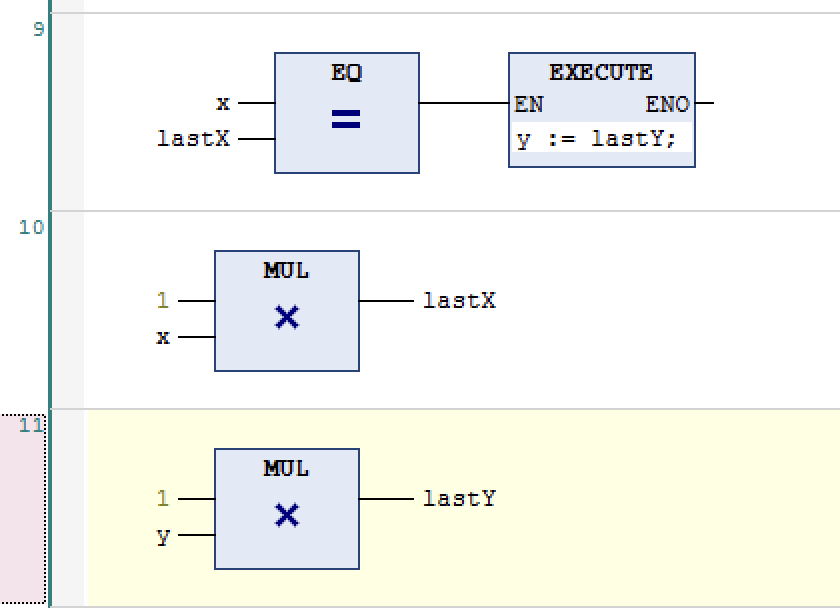 9
EQ
x
=
lastX
EXECUTE
EN ENO
y := lastY;
10
MUL
1
×
x
lastX
11
MUL
1
×
y
lastY